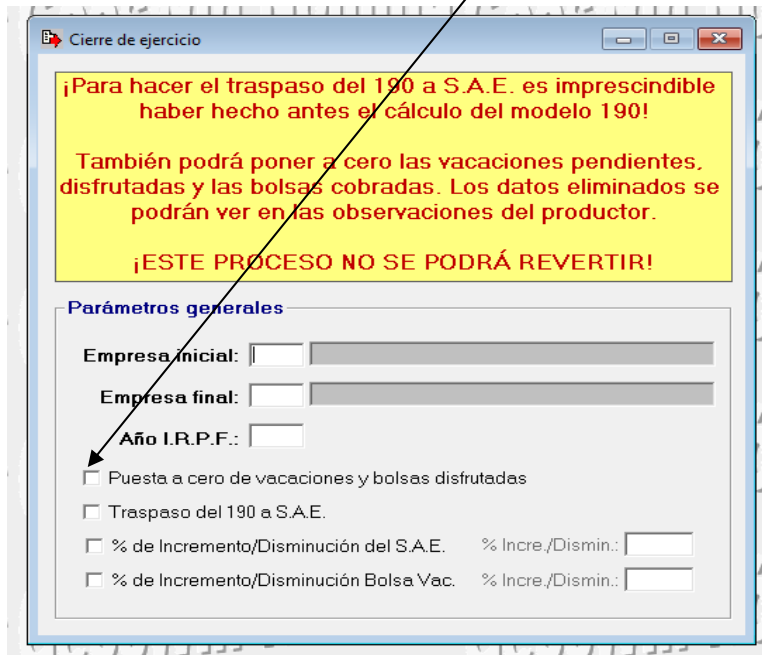 Cierre de ejercicio
¡Para hacer el traspaso del 190 a S.A.E. es imprescindible
haber hecho antes el cálculo del modelo 190!
También podrá poner a cero las vacaciones pendientes,
disfrutadas y las bolsas cobradas. Los datos eliminados se
podrán ver en las observaciones del productor.
¡ESTE PROCESO NO SE PODRÁ REVERTIR!
Parámetros generales
Empresa inicial:
Empresa final:
Año I.R.P.F.:
Puesta a cero de vacaciones y bolsas disfrutadas
Traspaso del 190 a S.A.E.
% de Incremento/Disminución del S.A.E. % Incre./Dismin.:
% de Incremento/Disminución Bolsa Vac. % Incre./Dismin.: